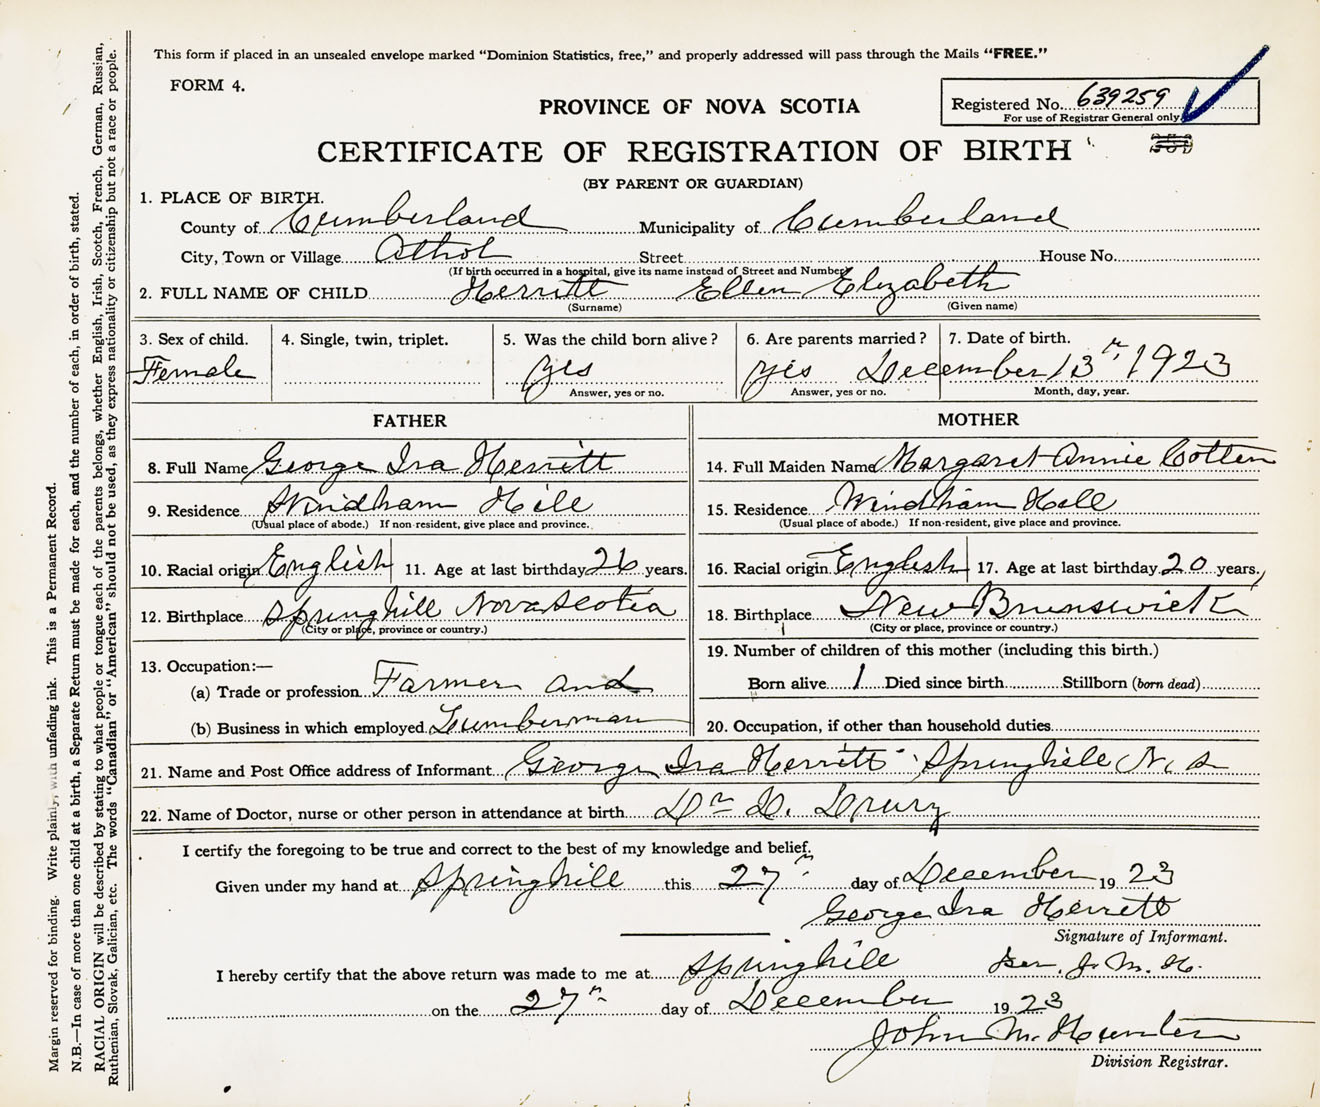 This form if placed in an unsealed envelope marked “Dominion Statistics, free,” and properly addressed will pass through the Mails “FREE.”
FORM 4.
PROVINCE OF NOVA SCOTIA
Registered No. 639259
For use of Registrar General only
CERTIFICATE OF REGISTRATION OF BIRTH
(BY PARENT OR GUARDIAN)
1. PLACE OF BIRTH.
County of Cumberland Municipality of Cumberland
City, Town or Village Athol Street House No.
(If birth occurred in a hospital, give its name instead of Street and Number)
2. FULL NAME OF CHILD Herritt Ellen Elizabeth
(Surname) (Given name)
3. Sex of child. 4. Single, twin, triplet. 5. Was the child born alive? 6. Are parents married? 7. Date of birth.
Female yes yes December 13th 1923
Answer, yes or no. Answer, yes or no. Month, day, year.
FATHER MOTHER
8. Full Name George Ira Herritt 14. Full Maiden Name Margaret Annie Cotten
9. Residence Windham Hill 15. Residence Windham Hill
(Usual place of abode.) If non-resident, give place and province. (Usual place of abode.) If non-resident, give place and province.
10. Racial origin English 11. Age at last birthday 26 years. 16. Racial origin English 17. Age at last birthday 20 years.
12. Birthplace Springhill Nova Scotia 18. Birthplace New Brunswick
(City or place, province or country.) (City or place, province or country.)
13. Occupation:— 19. Number of children of this mother (including this birth.)
(a) Trade or profession Farmer and Born alive 1 Died since birth Stillborn (born dead)
(b) Business in which employed Lumberman 20. Occupation, if other than household duties
21. Name and Post Office address of Informant George Ira Herritt Springhill N. S
22. Name of Doctor, nurse or other person in attendance at birth Dr H. Drury
I certify the foregoing to be true and correct to the best of my knowledge and belief.
Given under my hand at Springhill this 27th day of December 1923
George Ira Herrett
Signature of Informant.
I hereby certify that the above return was made to me at Springhill Per. J. M. H.
on the 27th day of December 1923
John M. Hunter
Division Registrar.
Margin reserved for binding. Write plainly, with unfading ink. This is a Permanent Record.
N.B.—In case of more than one child at a birth, a Separate Return must be made for each, and the number of each, in order of birth, stated.
RACIAL ORIGIN will be described by stating to what people or tongue each of the parents belongs, whether English, Irish, Scotch, French, German, Russian,
Ruthenian, Slovak, Galician, etc. The words “Canadian” or “American” should not be used, as they express nationality or citizenship but not a race or people.